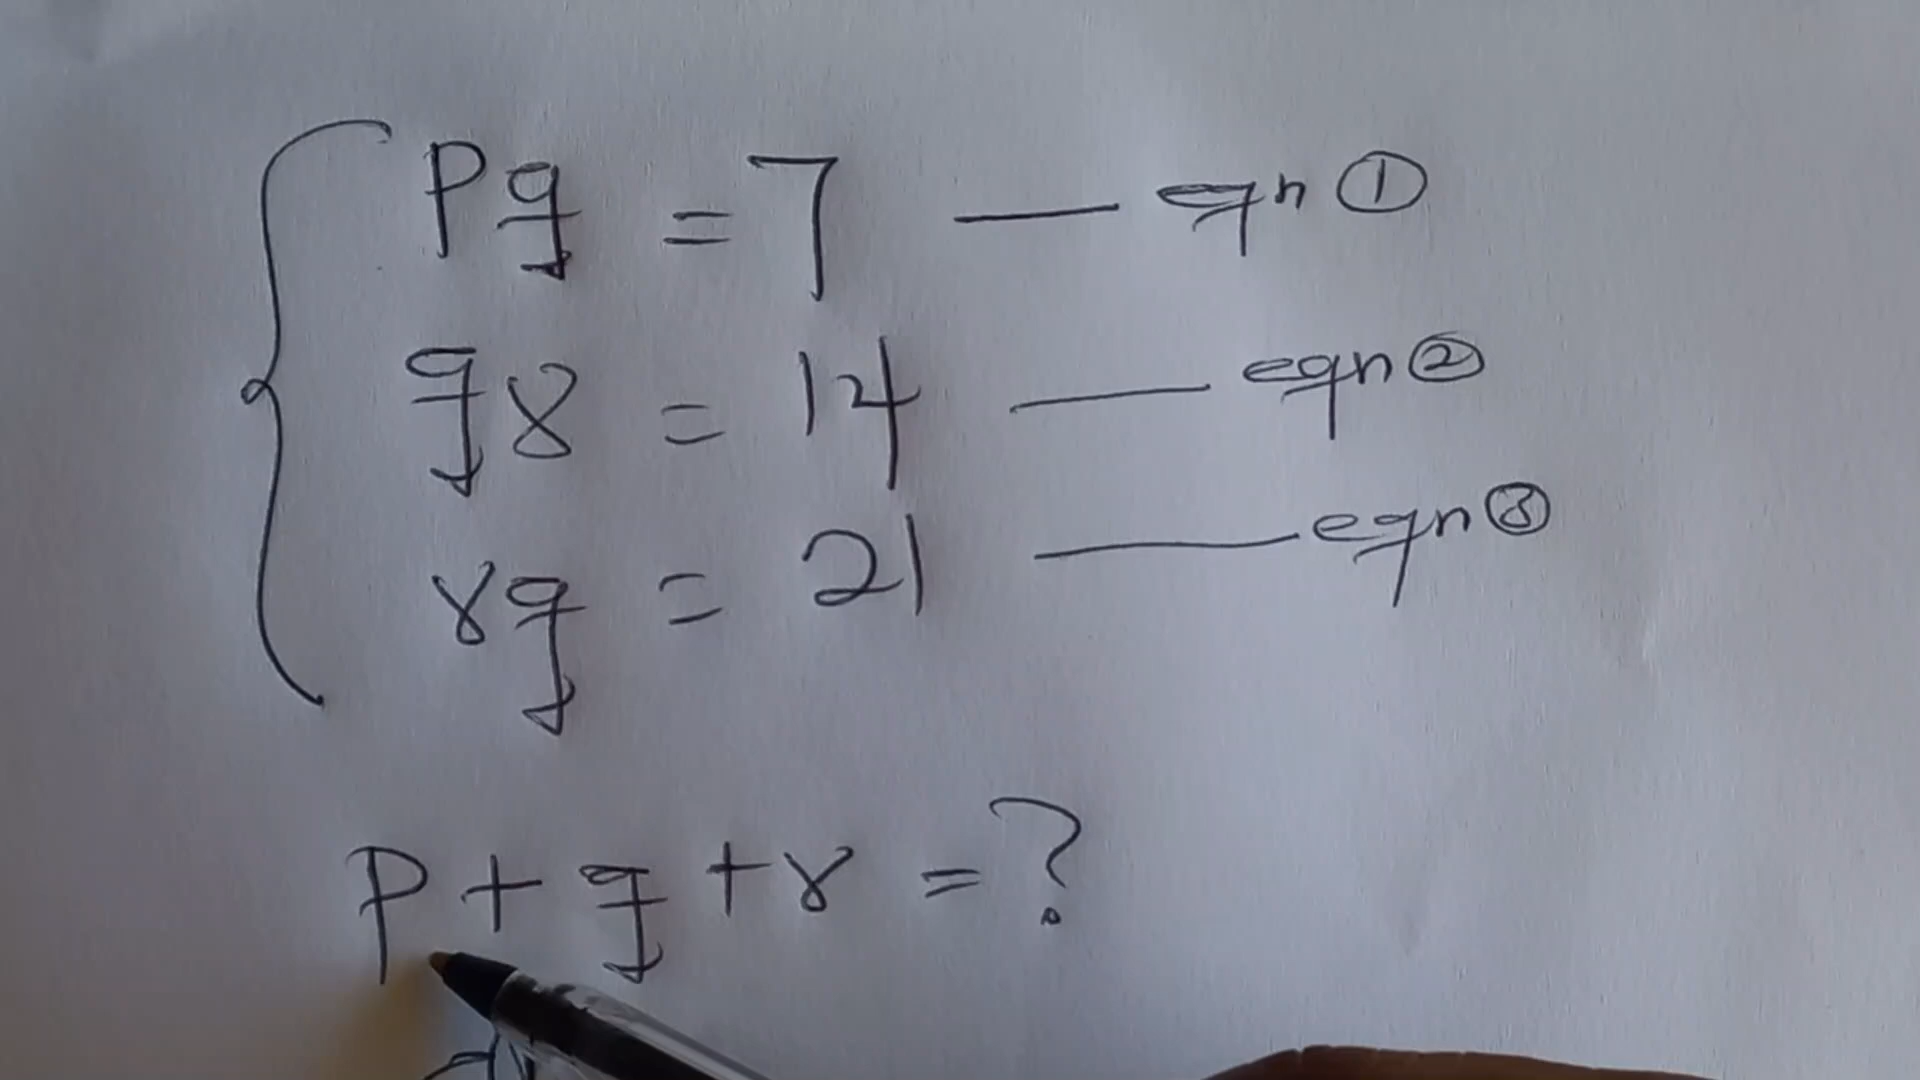 pq = 7 — eqn ①
qr = 14 — eqn ②
rq = 21 — eqn ③
p + q + r = ?